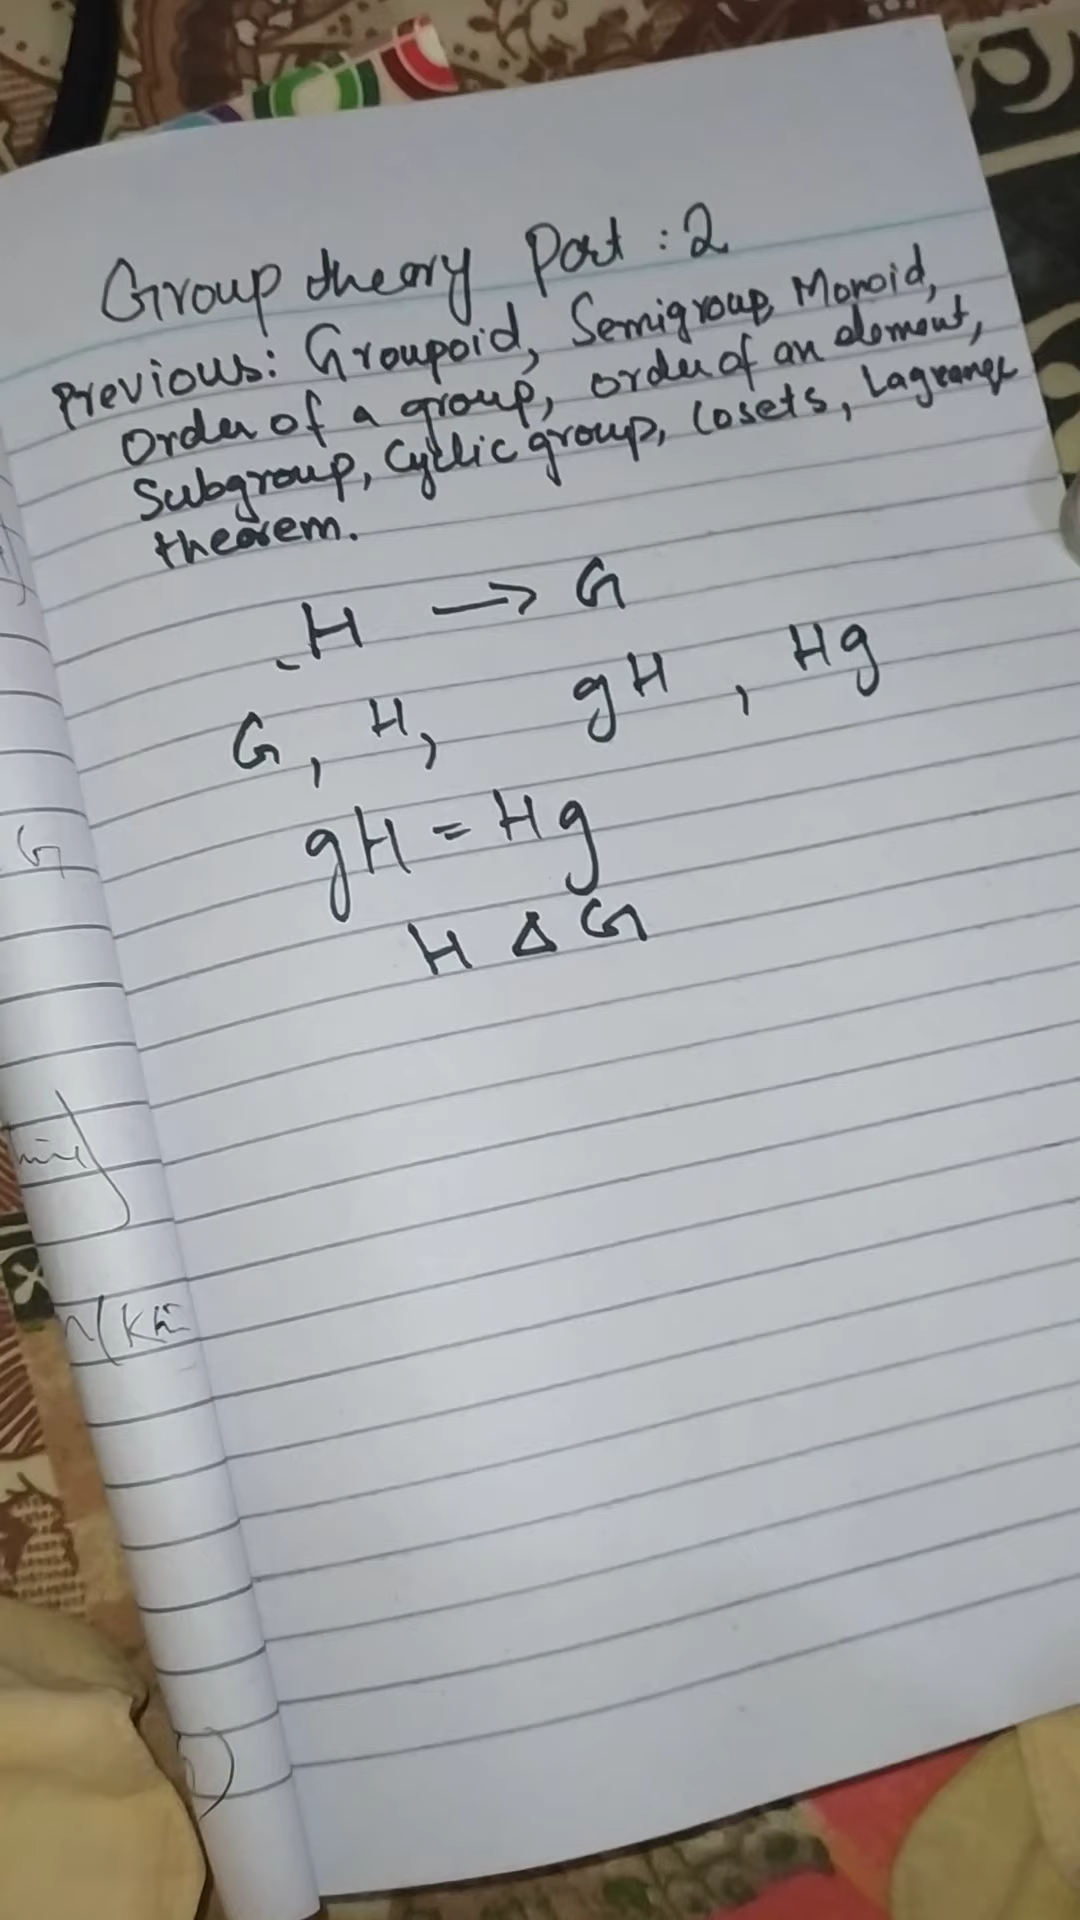 Group theory Part : 2
Previous: Groupoid, Semigroup, Monoid,
Order of a group, order of an element,
Subgroup, Cyclic group, Cosets, Lagrange
theorem.
H → G
G, H, gH, Hg
gH = Hg
H Δ G
G